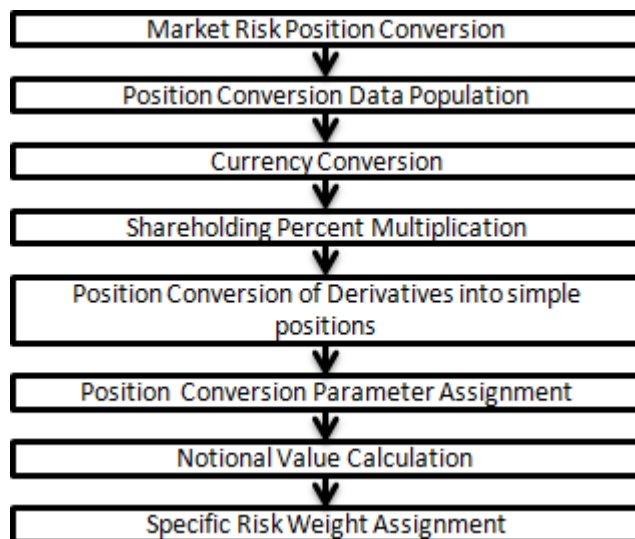 Market Risk Position Conversion
Position Conversion Data Population
Currency Conversion
Shareholding Percent Multiplication
Position Conversion of Derivatives into simple
positions
Position Conversion Parameter Assignment
Notional Value Calculation
Specific Risk Weight Assignment